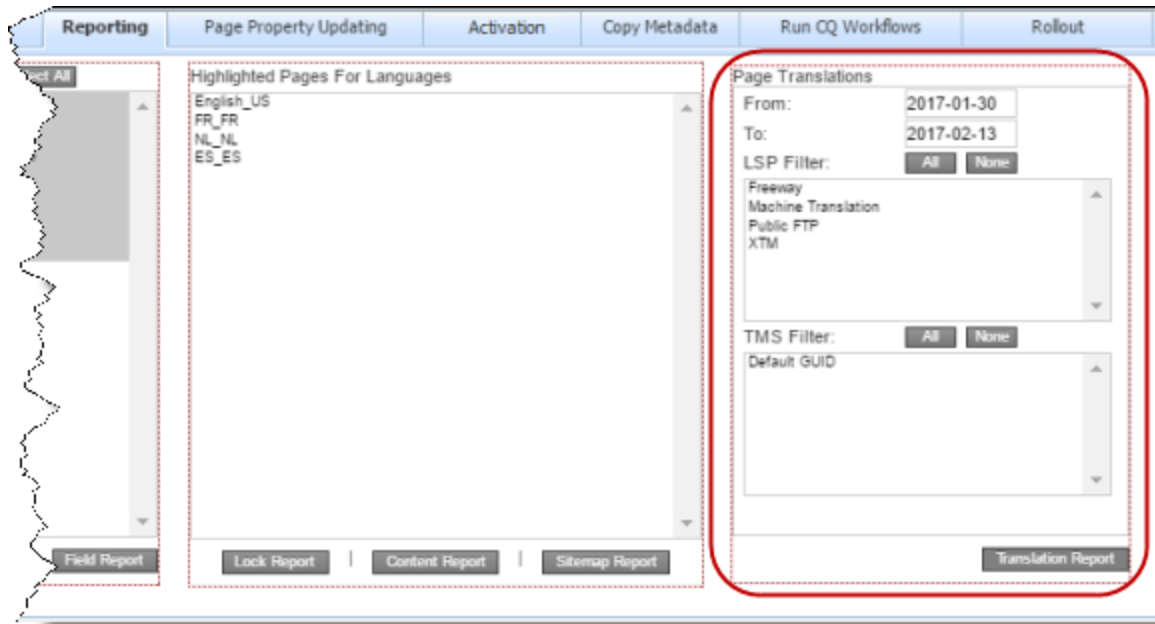 Reporting
Page Property Updating
Activation
Copy Metadata
Run CQ Workflows
Rollout
All
Field Report
Highlighted Pages For Languages
English_US
FR_FR
NL_NL
ES_ES
Lock Report | Content Report | Sitemap Report
Page Translations
From: 2017-01-30
To: 2017-02-13
LSP Filter: All None
Freeway
Machine Translation
Public FTP
XTM
TMS Filter: All None
Default GUID
Translation Report